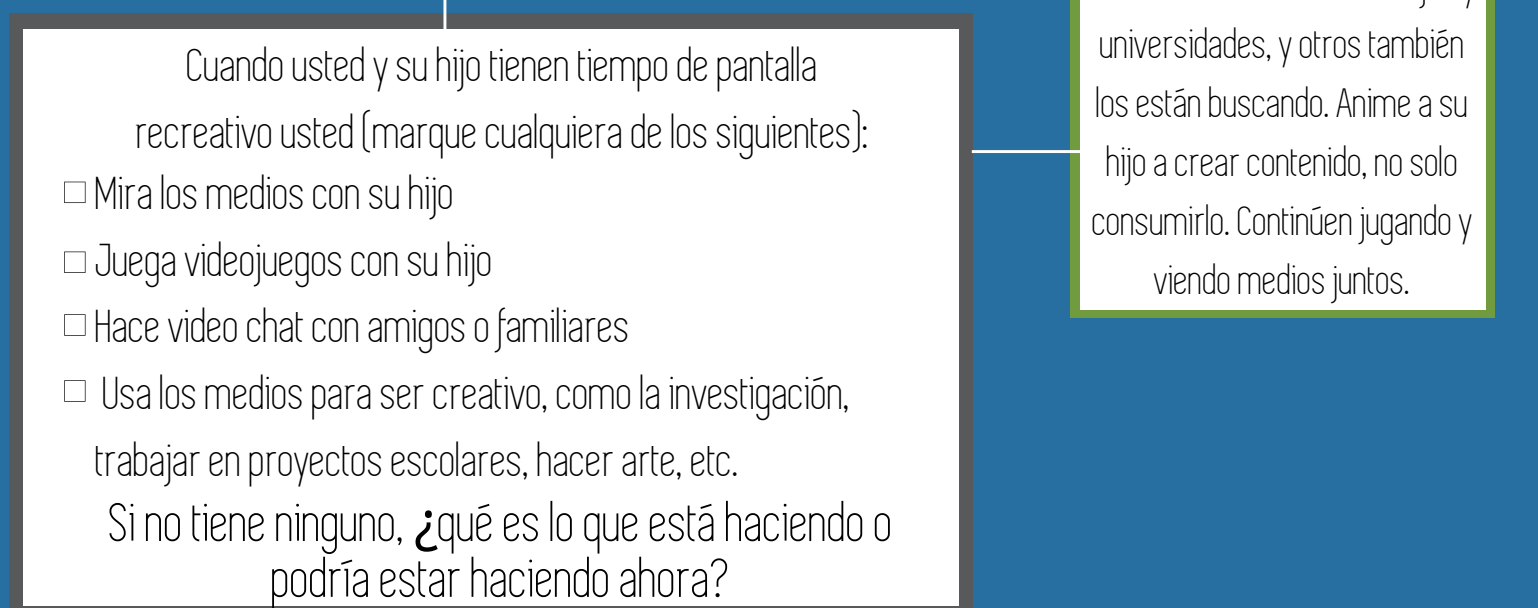 Cuando usted y su hijo tienen tiempo de pantalla
recreativo usted (marque cualquiera de los siguientes):
Mira los medios con su hijo
Juega videojuegos con su hijo
Hace video chat con amigos o familiares
Usa los medios para ser creativo, como la investigación,
trabajar en proyectos escolares, hacer arte, etc.
Si no tiene ninguno, ¿qué es lo que está haciendo o
podría estar haciendo ahora?
universidades, y otros también
los están buscando. Anime a su
hijo a crear contenido, no solo
consumirlo. Continúen jugando y
viendo medios juntos.